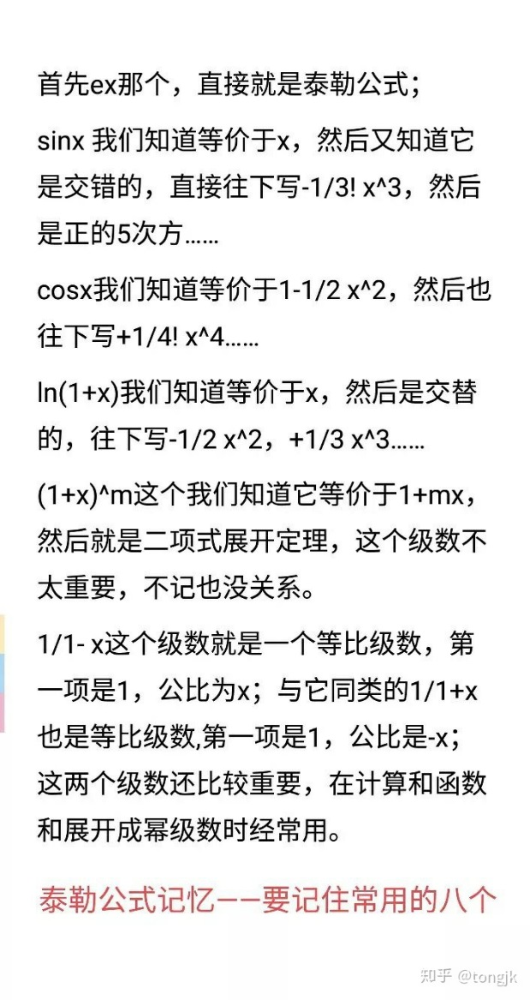 首先ex那个，直接就是泰勒公式；
sinx 我们知道等价于x，然后又知道它
是交错的，直接往下写-1/3! x^3，然后
是正的5次方……
cosx我们知道等价于1-1/2 x^2，然后也
往下写+1/4! x^4……
ln(1+x)我们知道等价于x，然后是交替
的，往下写-1/2 x^2，+1/3 x^3……
(1+x)^m这个我们知道它等价于1+mx，
然后就是二项式展开定理，这个级数不
太重要，不记也没关系。
1/1- x这个级数就是一个等比级数，第
一项是1，公比为x；与它同类的1/1+x
也是等比级数,第一项是1，公比是-x；
这两个级数还比较重要，在计算和函数
和展开成幂级数时经常用。
泰勒公式记忆——要记住常用的八个
知乎 @tongjk